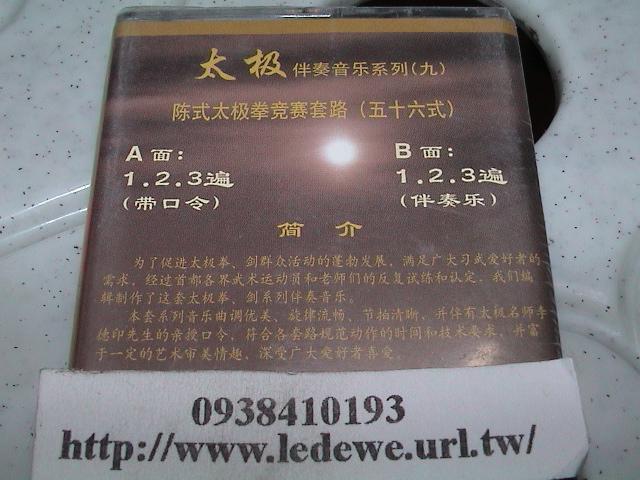 太极 伴奏音乐系列(九)
陈式太极拳竞赛套路(五十六式)
A面: B面:
1.2.3遍 1.2.3遍
(带口令) (伴奏乐)
简 介
为了促进太极拳、剑群众活动的蓬勃发展，满足广大习武爱好者的
需求，经过首都各界武术运动员和老师们的反复试练和认定，我们编
辑制作了这套太极拳、剑系列伴奏音乐。
本套系列音乐曲调优美、旋律流畅、节拍清晰，并伴有太极名师李
德印先生的亲授口令，符合各套路规范动作的时间和技术要求，并富
于一定的艺术审美情趣，深受广大爱好者喜爱。
0938410193
http://www.ledewe.url.tw/